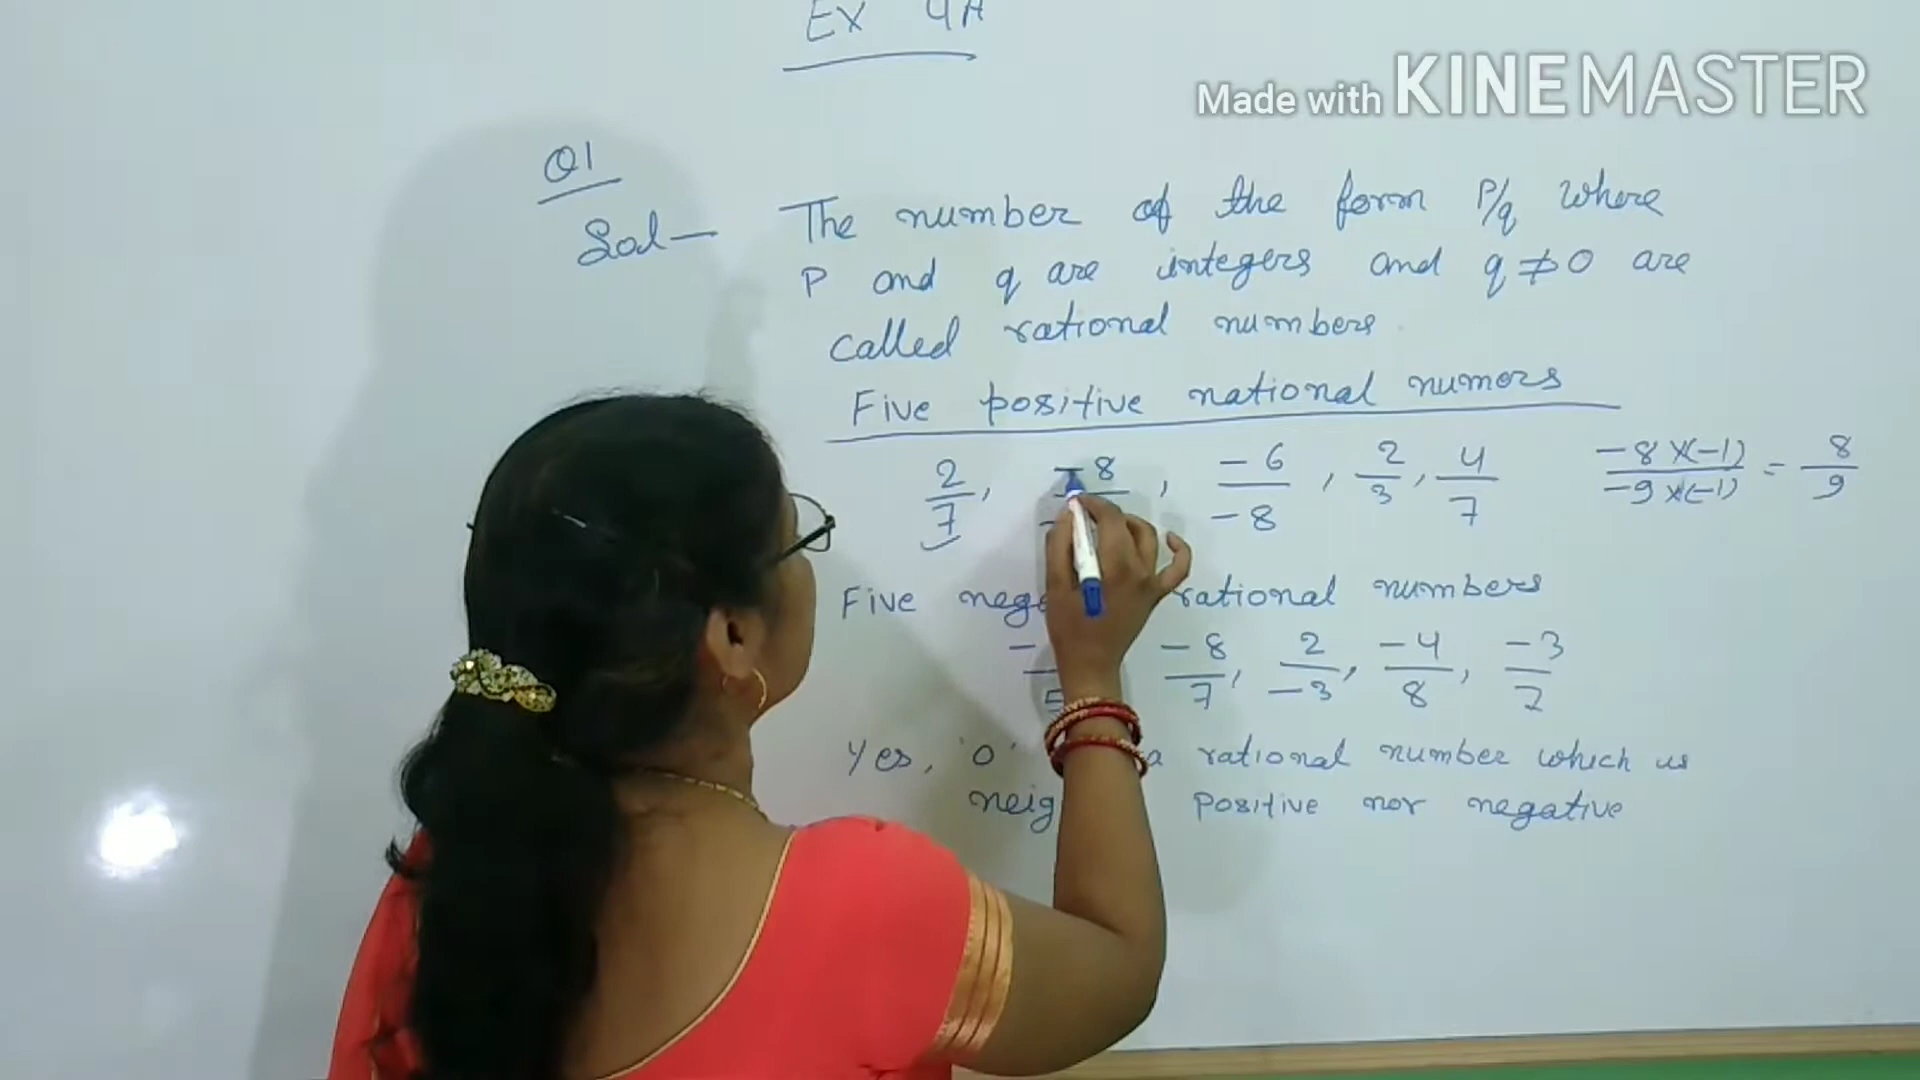 Ex 4A
Made with KINEMASTER
Q1
Sol — The number of the form P/q where
P and q are integers and q ≠ 0 are
called rational numbers.
Five positive national numors
2/7, -8/-, -6/-8, 2/3, 4/7
-8×(-1)/-9×(-1) = 8/9
Five rational numbers
-/5 -8/7, 2/-3, -4/8, -3/7
Yes, '0' a rational number which is
positive nor negative